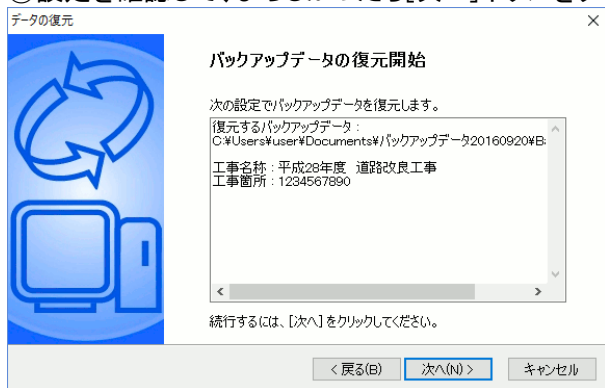 データの復元
バックアップデータの復元開始
次の設定でバックアップデータを復元します。
復元するバックアップデータ：
C:¥Users¥user¥Documents¥バックアップデータ20160920¥B
工事名称：平成28年度　道路改良工事
工事箇所：1234567890
続行するには、[次へ] をクリックしてください。
< 戻る(B)
次へ(N) >
キャンセル